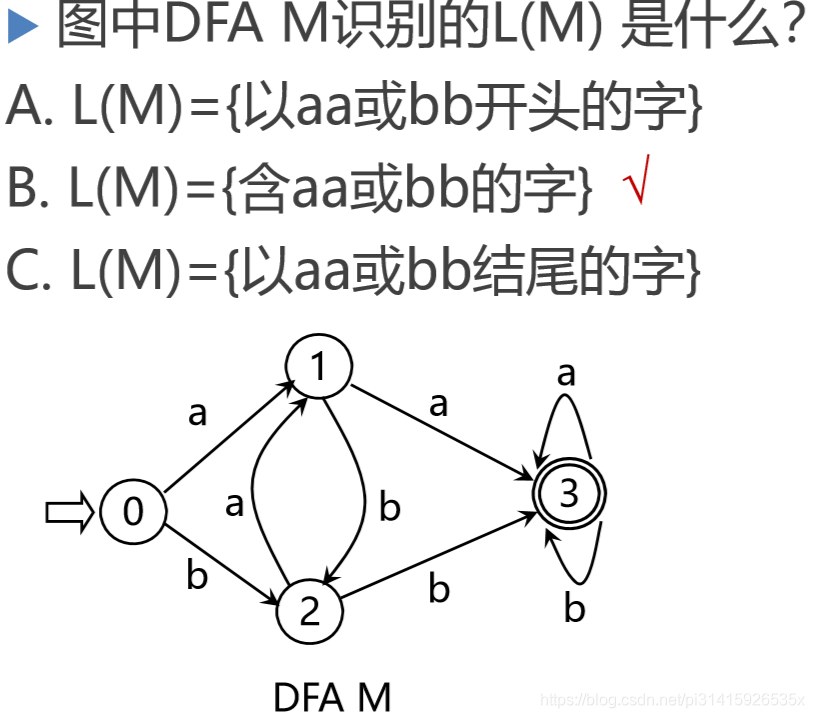 图中DFA M识别的L(M) 是什么？
A. L(M)={以aa或bb开头的字}
B. L(M)={含aa或bb的字} √
C. L(M)={以aa或bb结尾的字}
1
a
a
a
3
0
a
b
b
b
2
b
DFA M
https://blog.csdn.net/pi31415926535x